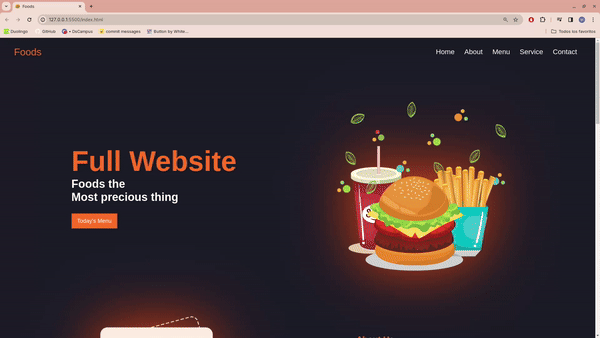 Foods
127.0.0.1:5500/index.html
Duolingo
GitHub
• DsCampus
commit messages
Button by White...
Todos los favoritos
Foods
Home
About
Menu
Service
Contact
Full Website
Foods the
Most precious thing
Today's Menu